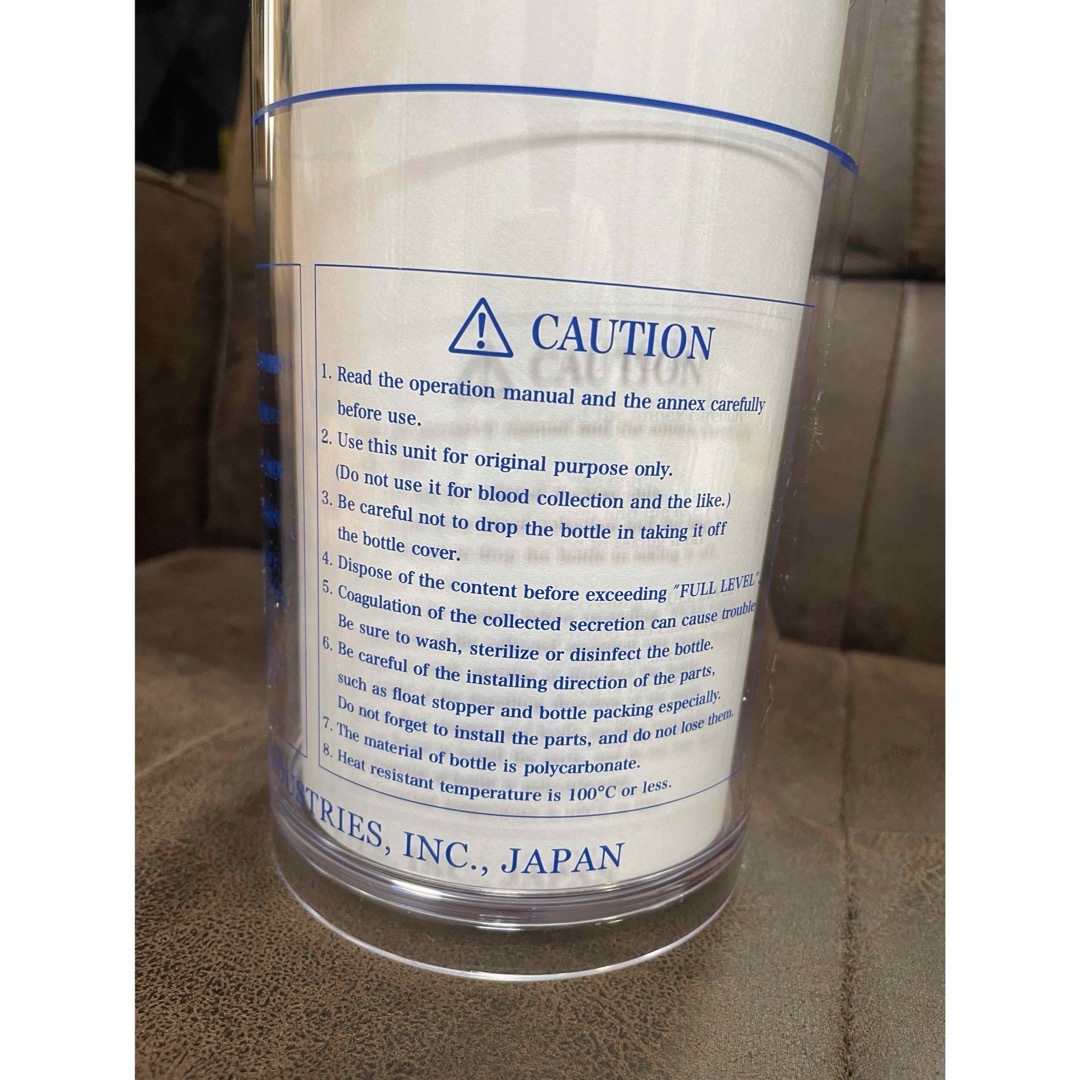 CAUTION
1. Read the operation manual and the annex carefully
before use.
2. Use this unit for original purpose only.
(Do not use it for blood collection and the like.)
3. Be careful not to drop the bottle in taking it off
the bottle cover.
4. Dispose of the content before exceeding "FULL LEVEL".
5. Coagulation of the collected secretion can cause trouble
Be sure to wash, sterilize or disinfect the bottle.
6. Be careful of the installing direction of the parts,
such as float stopper and bottle packing especially.
Do not forget to install the parts, and do not lose them.
7. The material of bottle is polycarbonate.
8. Heat resistant temperature is 100°C or less.
USTRIES, INC., JAPAN